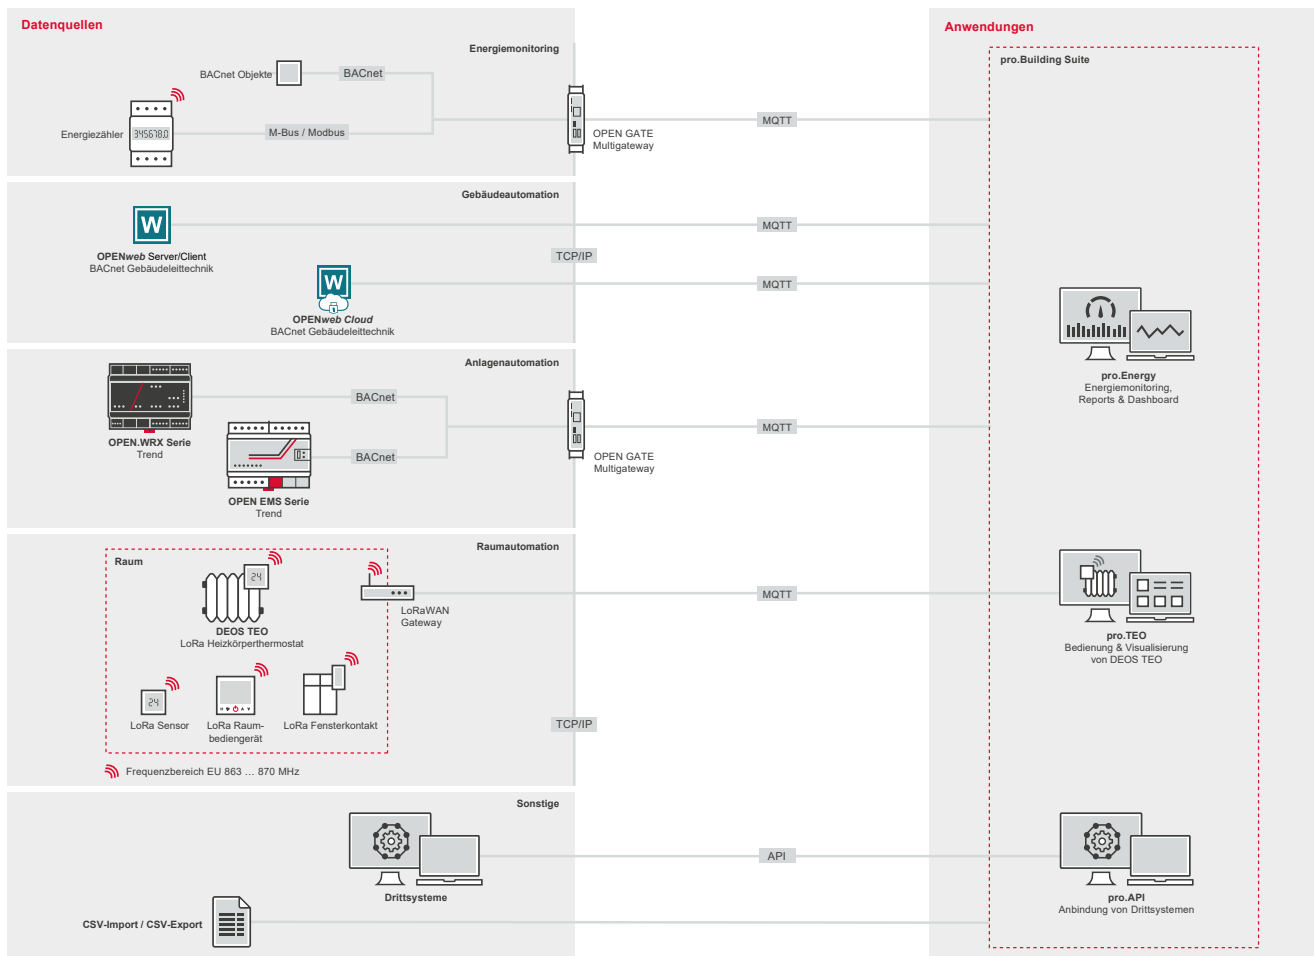 Datenquellen
Energiemonitoring
BACnet Objekte
BACnet
345678.0
Energiezähler
M-Bus / Modbus
OPEN GATE
Multigateway
MQTT
Gebäudeautomation
W
OPENweb Server/Client
BACnet Gebäudeleittechnik
MQTT
TCP/IP
W
OPENweb Cloud
BACnet Gebäudeleittechnik
MQTT
Anlagenautomation
OPEN.WRX Serie
Trend
BACnet
OPEN EMS Serie
Trend
BACnet
OPEN GATE
Multigateway
MQTT
Raumautomation
Raum
24
DEOS TEO
LoRa Heizkörperthermostat
LoRaWAN
Gateway
MQTT
24
LoRa Sensor
LoRa Raum-
bediengerät
LoRa Fensterkontakt
TCP/IP
Frequenzbereich EU 863 … 870 MHz
Sonstige
Drittsysteme
API
CSV-Import / CSV-Export
Anwendungen
pro.Building Suite
pro.Energy
Energiemonitoring,
Reports & Dashboard
pro.TEO
Bedienung & Visualisierung
von DEOS TEO
pro.API
Anbindung von Drittsystemen